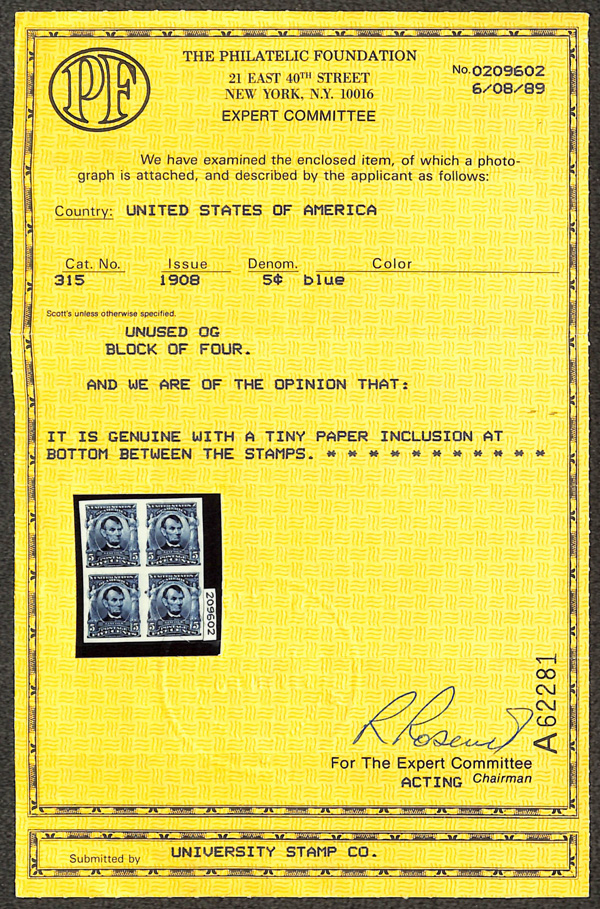 PF
THE PHILATELIC FOUNDATION
21 EAST 40TH STREET
NEW YORK, N.Y. 10016
EXPERT COMMITTEE
No. 0209602
6/08/89
We have examined the enclosed item, of which a photo-
graph is attached, and described by the applicant as follows:
Country: UNITED STATES OF AMERICA
Cat. No. Issue Denom. Color
315 1908 5¢ blue
Scott's unless otherwise specified.
UNUSED OG
BLOCK OF FOUR.
AND WE ARE OF THE OPINION THAT:
IT IS GENUINE WITH A TINY PAPER INCLUSION AT
BOTTOM BETWEEN THE STAMPS. * * * * * * * * * * *
209602
A 62281
For The Expert Committee
ACTING Chairman
Submitted by UNIVERSITY STAMP CO.